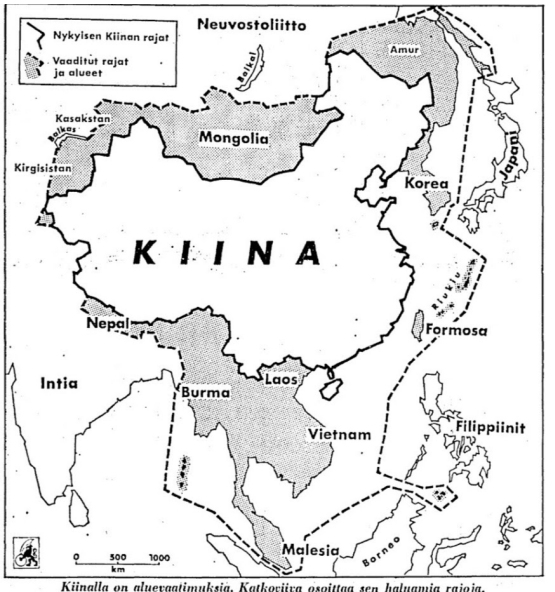 Nykyisen Kiinan rajat
Vaaditut rajat
ja alueet
Neuvostoliitto
Baikal
Amur
Kasakstan
Balkas
Mongolia
Kirgisistan
Korea
Japani
KIINA
Riukiu
Nepal
Formosa
Intia
Burma
Laos
Vietnam
Filippiinit
Malesia
Borneo
0 500 1000
km
Kiinalla on aluevaatimuksia. Katkoviiva osoittaa sen haluamia rajoja.